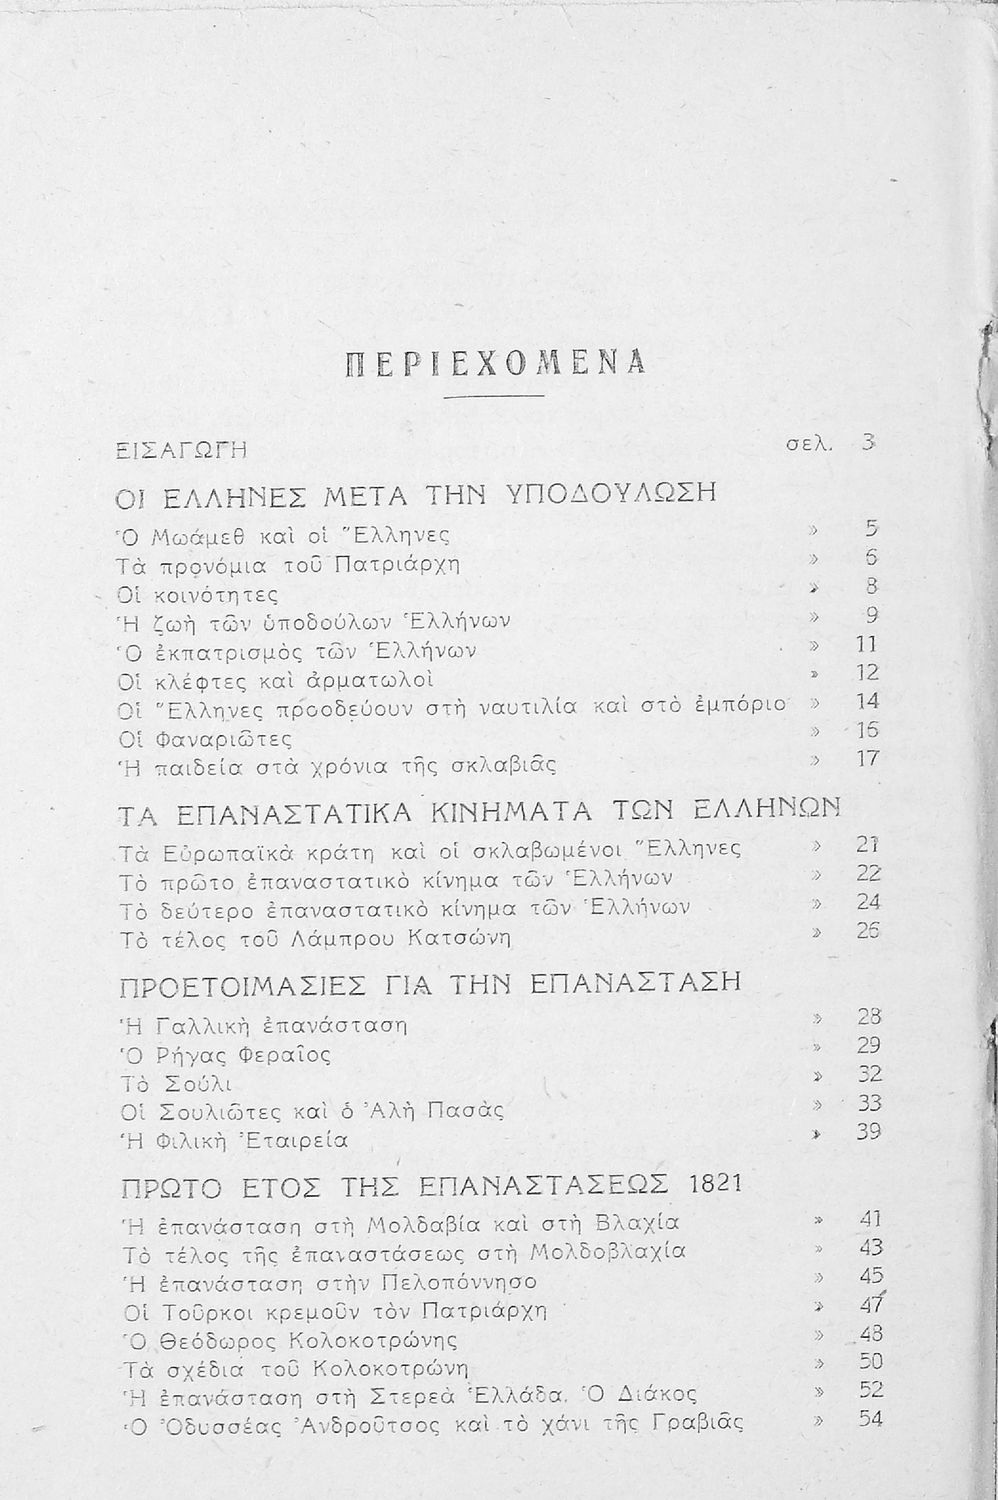 ΠΕΡΙΕΧΟΜΕΝΑ
ΕΙΣΑΓΩΓΗ σελ. 3
ΟΙ ΕΛΛΗΝΕΣ ΜΕΤΑ ΤΗΝ ΥΠΟΔΟΥΛΩΣΗ
Ὁ Μωάμεθ καὶ οἱ Ἕλληνες » 5
Τὰ προνόμια τοῦ Πατριάρχη » 6
Οἱ κοινότητες » 8
Ἡ ζωὴ τῶν ὑποδούλων Ἑλλήνων » 9
Ὁ ἐκπατρισμὸς τῶν Ἑλλήνων » 11
Οἱ κλέφτες καὶ ἁρματωλοὶ » 12
Οἱ Ἕλληνες προοδεύουν στὴ ναυτιλία καὶ στὸ ἐμπόριο » 14
Οἱ Φαναριῶτες » 16
Ἡ παιδεία στὰ χρόνια τῆς σκλαβιᾶς » 17
ΤΑ ΕΠΑΝΑΣΤΑΤΙΚΑ ΚΙΝΗΜΑΤΑ ΤΩΝ ΕΛΛΗΝΩΝ
Τὰ Εὐρωπαϊκὰ κράτη καὶ οἱ σκλαβωμένοι Ἕλληνες » 21
Τὸ πρῶτο ἐπαναστατικὸ κίνημα τῶν Ἑλλήνων » 22
Τὸ δεύτερο ἐπαναστατικὸ κίνημα τῶν Ἑλλήνων » 24
Τὸ τέλος τοῦ Λάμπρου Κατσώνη » 26
ΠΡΟΕΤΟΙΜΑΣΙΕΣ ΓΙΑ ΤΗΝ ΕΠΑΝΑΣΤΑΣΗ
Ἡ Γαλλικὴ ἐπανάσταση » 28
Ὁ Ρήγας Φεραῖος » 29
Τὸ Σούλι » 32
Οἱ Σουλιῶτες καὶ ὁ Ἀλὴ Πασὰς » 33
Ἡ Φιλικὴ Ἑταιρεία » 39
ΠΡΩΤΟ ΕΤΟΣ ΤΗΣ ΕΠΑΝΑΣΤΑΣΕΩΣ 1821
Ἡ ἐπανάσταση στὴ Μολδαβία καὶ στὴ Βλαχία » 41
Τὸ τέλος τῆς ἐπαναστάσεως στὴ Μολδοβλαχία » 43
Ἡ ἐπανάσταση στὴν Πελοπόννησο » 45
Οἱ Τοῦρκοι κρεμοῦν τὸν Πατριάρχη » 47
Ὁ Θεόδωρος Κολοκοτρώνης » 48
Τὰ σχέδια τοῦ Κολοκοτρώνη » 50
Ἡ ἐπανάσταση στὴ Στερεὰ Ἑλλάδα. Ὁ Διάκος » 52
Ὁ Ὀδυσσέας Ἀνδροῦτσος καὶ τὸ χάνι τῆς Γραβιᾶς » 54